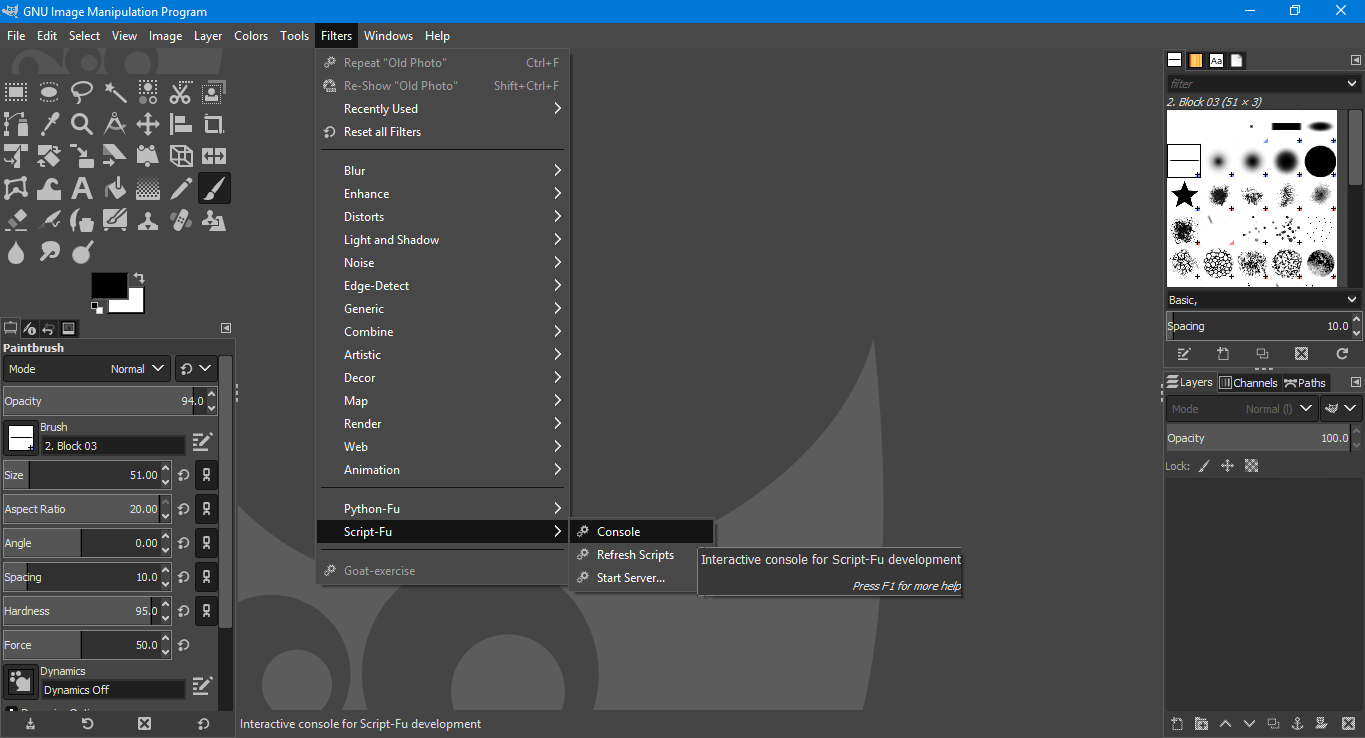 GNU Image Manipulation Program
File Edit Select View Image Layer Colors Tools Filters Windows Help
Repeat "Old Photo" Ctrl+F
Re-Show "Old Photo" Shift+Ctrl+F
Recently Used
Reset all Filters
Blur
Enhance
Distorts
Light and Shadow
Noise
Edge-Detect
Generic
Combine
Artistic
Decor
Map
Render
Web
Animation
Python-Fu
Script-Fu
Goat-exercise
Console
Refresh Scripts
Start Server...
Interactive console for Script-Fu development
Press F1 for more help
Paintbrush
Mode Normal
Opacity 94.0
Brush
2. Block 03
Size 51.00
Aspect Ratio 20.00
Angle 0.00
Spacing 10.0
Hardness 95.0
Force 50.0
Dynamics
Dynamics Off
Interactive console for Script-Fu development
Aa
filter
2. Block 03 (51 × 3)
Basic,
Spacing 10.0
Layers Channels Paths
Mode Normal (l)
Opacity 100.0
Lock: